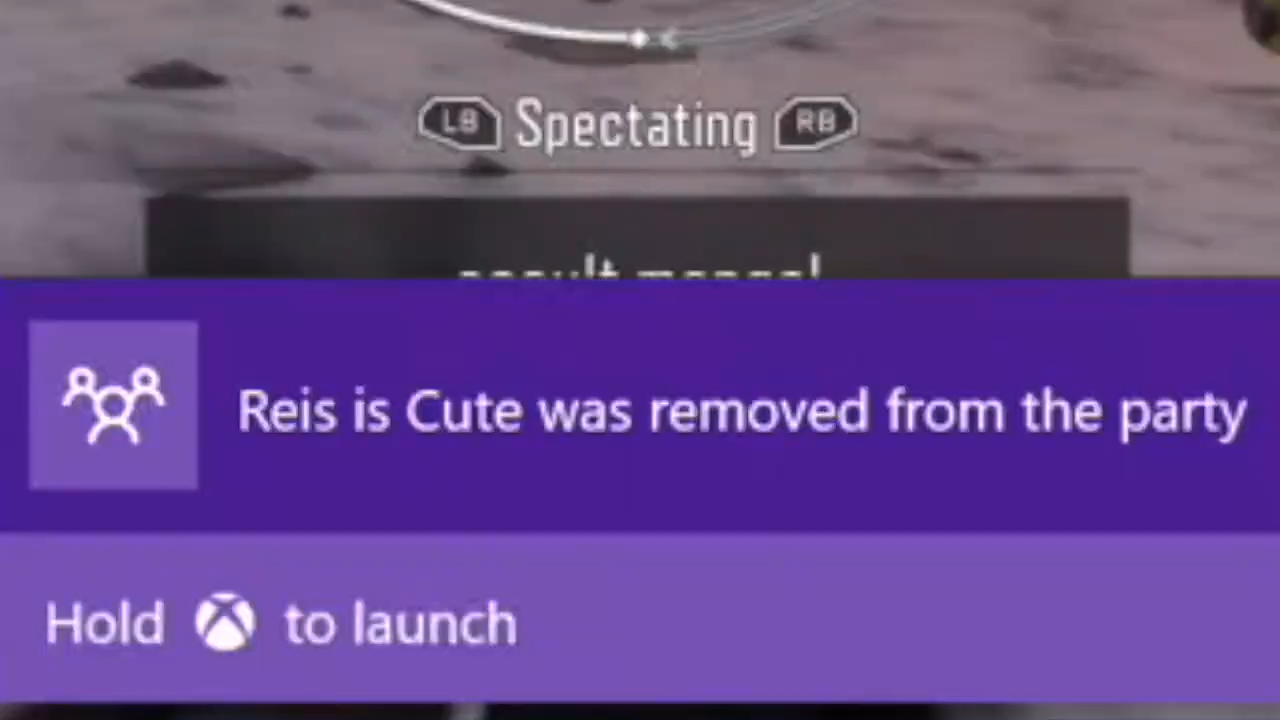 LB Spectating RB
Reis is Cute was removed from the party
Hold to launch